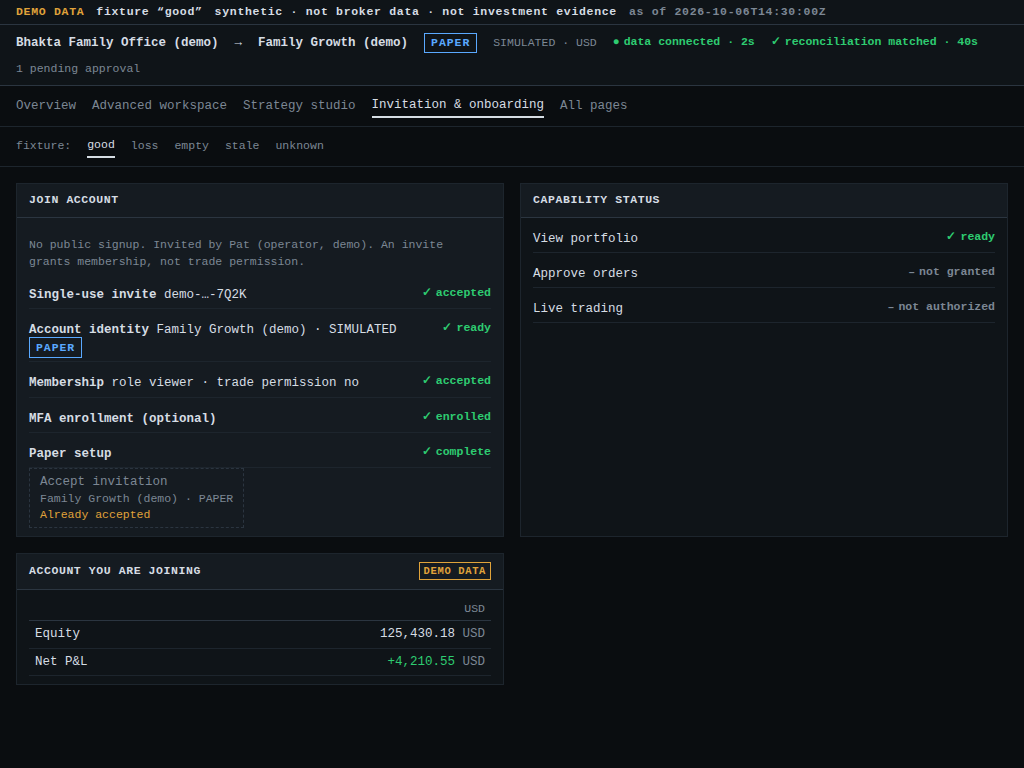 DEMO DATA fixture “good” synthetic · not broker data · not investment evidence as of 2026-10-06T14:30:00Z
Bhakta Family Office (demo) → Family Growth (demo) PAPER SIMULATED · USD ● data connected · 2s ✓ reconciliation matched · 40s
1 pending approval
Overview Advanced workspace Strategy studio Invitation & onboarding All pages
fixture: good loss empty stale unknown
JOIN ACCOUNT
No public signup. Invited by Pat (operator, demo). An invite
grants membership, not trade permission.
Single-use invite demo-…-7Q2K ✓ accepted
Account identity Family Growth (demo) · SIMULATED ✓ ready
PAPER
Membership role viewer · trade permission no ✓ accepted
MFA enrollment (optional) ✓ enrolled
Paper setup ✓ complete
Accept invitation
Family Growth (demo) · PAPER
Already accepted
CAPABILITY STATUS
View portfolio ✓ ready
Approve orders – not granted
Live trading – not authorized
ACCOUNT YOU ARE JOINING DEMO DATA
USD
Equity 125,430.18 USD
Net P&L +4,210.55 USD